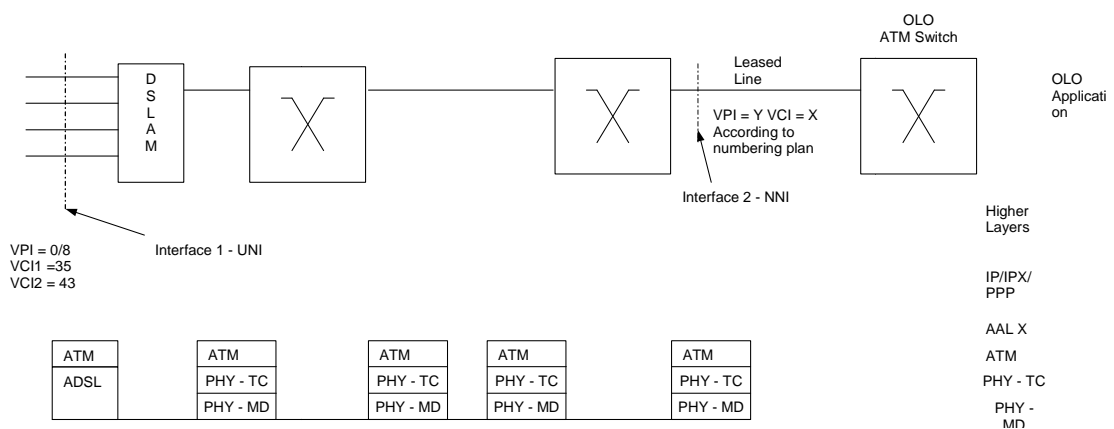 OLO
ATM Switch
D
S
L
A
M
Leased
Line
OLO
Applicati
on
VPI = Y VCI = X
According to
numbering plan
Interface 2 - NNI
Interface 1 - UNI
VPI = 0/8
VCI1 =35
VCI2 = 43
Higher
Layers
IP/IPX/
PPP
AAL X
ATM
ATM
ATM
ATM
ATM
ATM
ADSL
PHY - TC
PHY - TC
PHY - TC
PHY - TC
PHY - TC
PHY - MD
PHY - MD
PHY - MD
PHY - MD
PHY -
MD